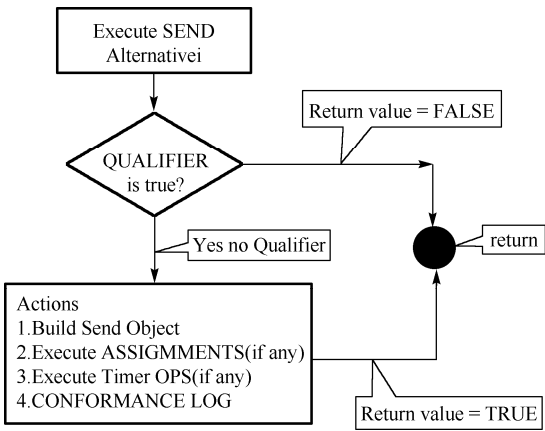 Execute SEND
Alternativei
Return value = FALSE
QUALIFIER
is true?
return
Yes no Qualifier
Actions
1.Build Send Object
2.Execute ASSIGMMENTS(if any)
3.Execute Timer OPS(if any)
4.CONFORMANCE LOG
Return value = TRUE